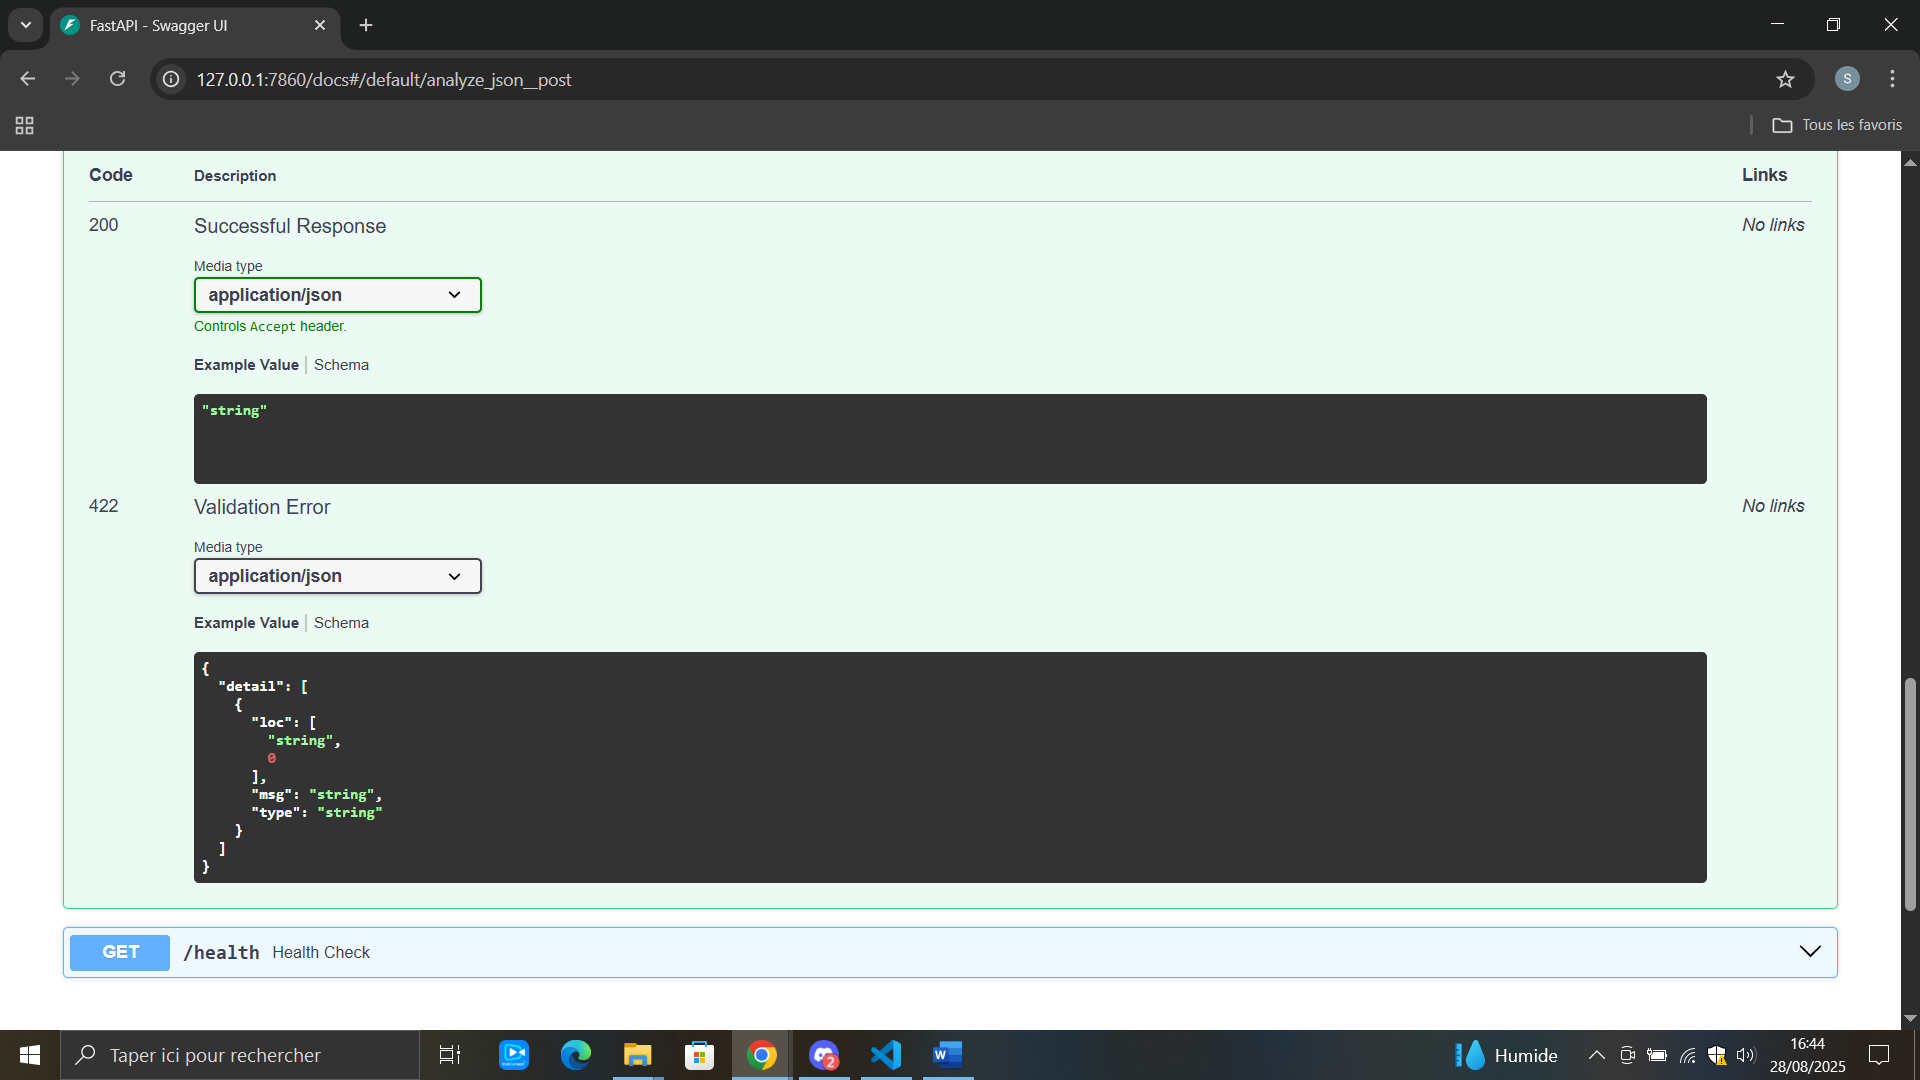 FastAPI - Swagger UI
127.0.0.1:7860/docs#/default/analyze_json__post
S
Tous les favoris
Code Description Links
200 Successful Response No links
Media type
application/json
Controls Accept header.
Example Value Schema
"string"
422 Validation Error No links
Media type
application/json
Example Value Schema
{
  "detail": [
    {
      "loc": [
        "string",
        0
      ],
      "msg": "string",
      "type": "string"
    }
  ]
}
GET /health Health Check
Taper ici pour rechercher
2
W
Humide
16:44
28/08/2025